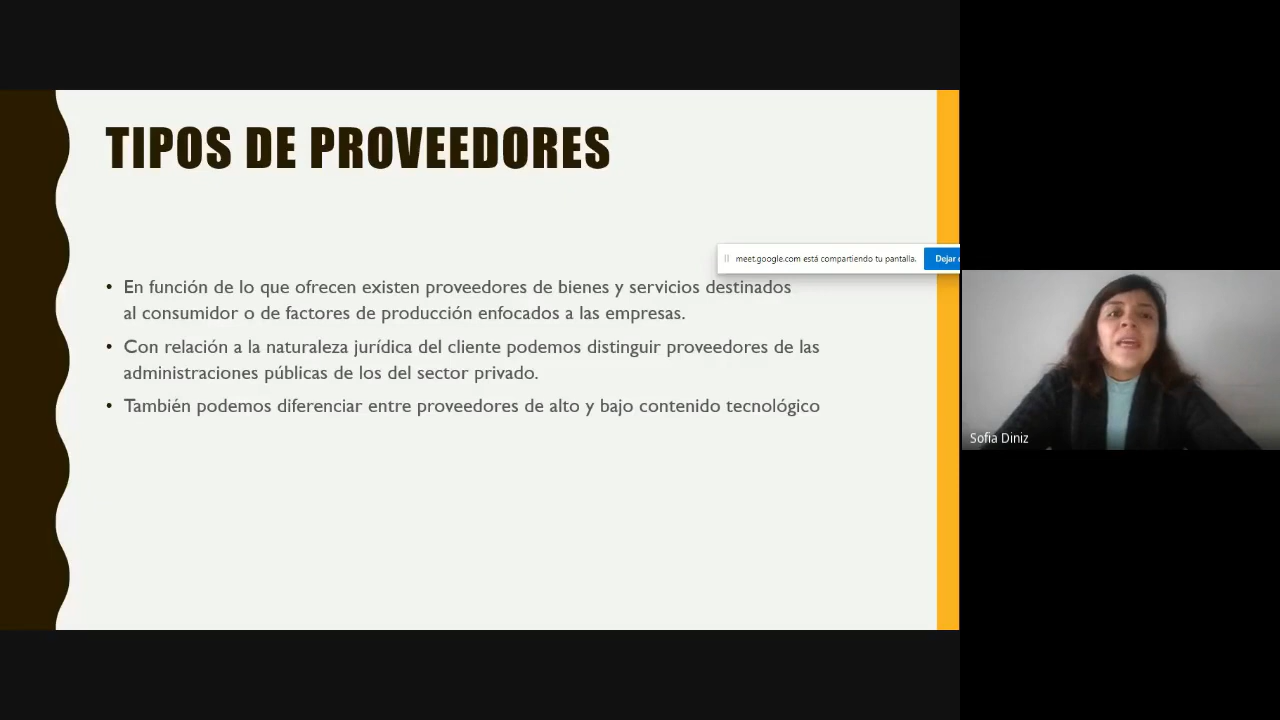 TIPOS DE PROVEEDORES
meet.google.com está compartiendo tu pantalla.
Dejar
• En función de lo que ofrecen existen proveedores de bienes y servicios destinados
al consumidor o de factores de producción enfocados a las empresas.
• Con relación a la naturaleza jurídica del cliente podemos distinguir proveedores de las
administraciones públicas de los del sector privado.
• También podemos diferenciar entre proveedores de alto y bajo contenido tecnológico
Sofia Diniz